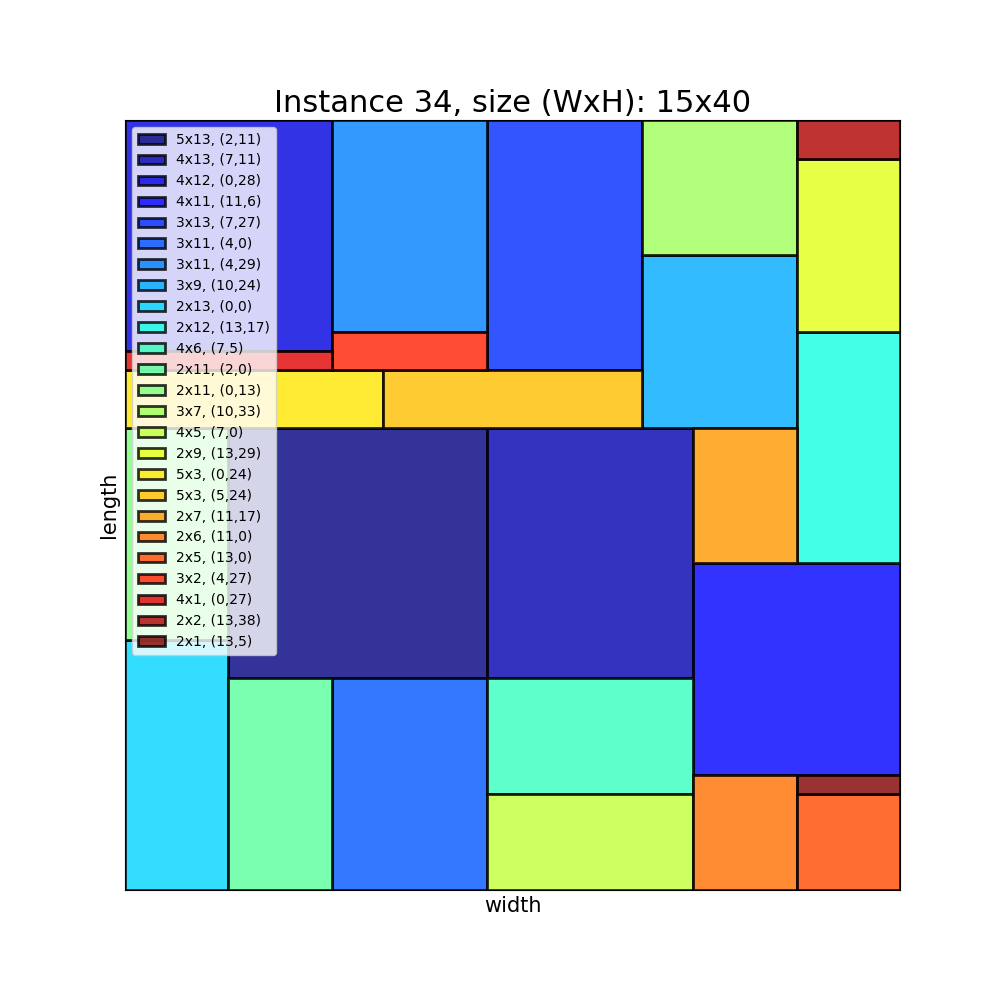 Instance 34, size (WxH): 15x40
5x13, (2,11)
4x13, (7,11)
4x12, (0,28)
4x11, (11,6)
3x13, (7,27)
3x11, (4,0)
3x11, (4,29)
3x9, (10,24)
2x13, (0,0)
2x12, (13,17)
4x6, (7,5)
2x11, (2,0)
2x11, (0,13)
3x7, (10,33)
4x5, (7,0)
2x9, (13,29)
5x3, (0,24)
5x3, (5,24)
2x7, (11,17)
2x6, (11,0)
2x5, (13,0)
3x2, (4,27)
4x1, (0,27)
2x2, (13,38)
2x1, (13,5)
length
width